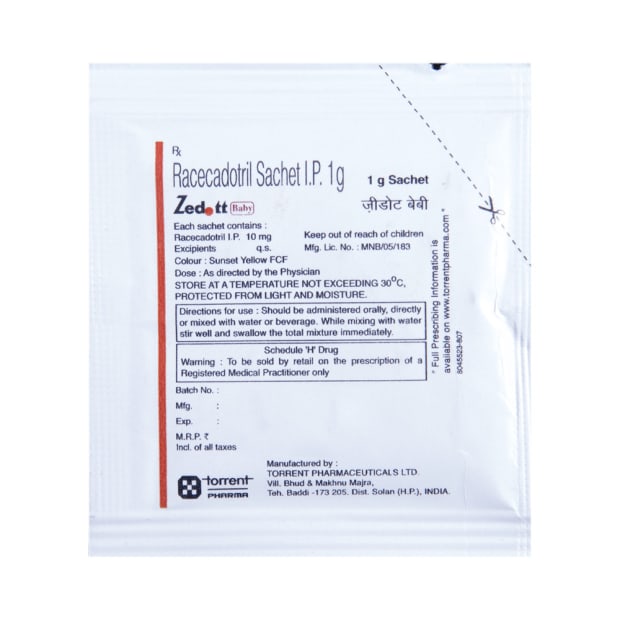 Rx
Racecadotril Sachet I.P. 1g 1 g Sachet
Zedott Baby ज़ीडोट बेबी
Each sachet contains :
Racecadotril I.P. 10 mg Keep out of reach of children
Excipients q.s. Mfg. Lic. No. : MNB/05/183
Colour : Sunset Yellow FCF
Dose : As directed by the Physician
STORE AT A TEMPERATURE NOT EXCEEDING 30°C,
PROTECTED FROM LIGHT AND MOISTURE.
Directions for use : Should be administered orally, directly
or mixed with water or beverage. While mixing with water
stir well and swallow the total mixture immediately.
Schedule 'H' Drug
Warning : To be sold by retail on the prescription of a
Registered Medical Practitioner only
Batch No. :
Mfg. :
Exp. :
M.R.P. ₹
Incl. of all taxes
Manufactured by :
TORRENT PHARMACEUTICALS LTD.
Vill. Bhud & Makhnu Majra,
Teh. Baddi -173 205. Dist. Solan (H.P.), INDIA.
torrent
PHARMA
* Full Prescribing Information is
available on www.torrentpharma.com *
8045523-807